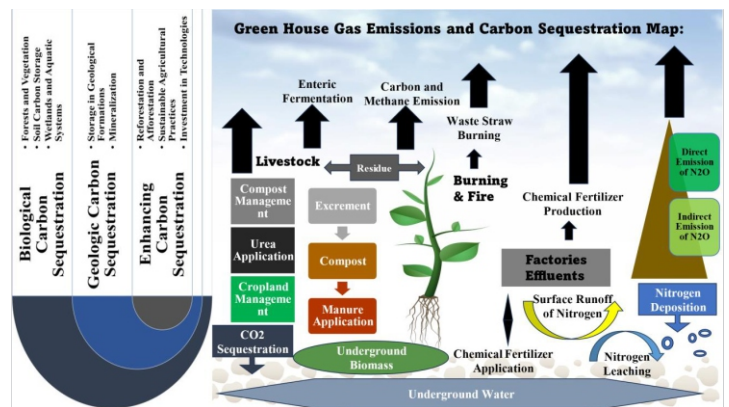 Green House Gas Emissions and Carbon Sequestration Map:
• Forests and Vegetation
• Soil Carbon Storage
• Wetlands and Aquatic
Systems
Biological
Carbon
Sequestration
• Storage in Geological
Formations
• Mineralization
Geologic Carbon
Sequestration
• Reforestation and
Afforestation
• Sustainable Agricultural
Practices
• Investment in Technologies
Enhancing
Carbon
Sequestration
Enteric
Fermentation
Carbon and
Methane Emission
Waste Straw
Burning
Livestock
Residue
Burning
& Fire
Compost
Manageme
nt
Urea
Application
Cropland
Manageme
nt
CO2
Sequestration
Excrement
Compost
Manure
Application
Underground
Biomass
Chemical Fertilizer
Production
Factories
Effluents
Surface Runoff
of Nitrogen
Chemical Fertilizer
Application
Nitrogen
Leaching
Direct
Emission
of N2O
Indirect
Emission
of N2O
Nitrogen
Deposition
Underground Water